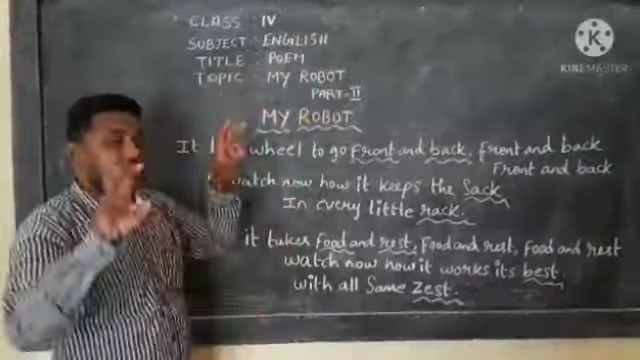 CLASS : IV
SUBJECT : ENGLISH
TITLE : POEM
TOPIC : MY ROBOT
PART-II
MY ROBOT
It wheel to go front and back, front and back
Front and back
watch now how it keeps the Sack
In every little rack.
it takes food and rest, food and rest, food and rest
watch now how it works its best
with all Same Zest.
K
KINEMASTER